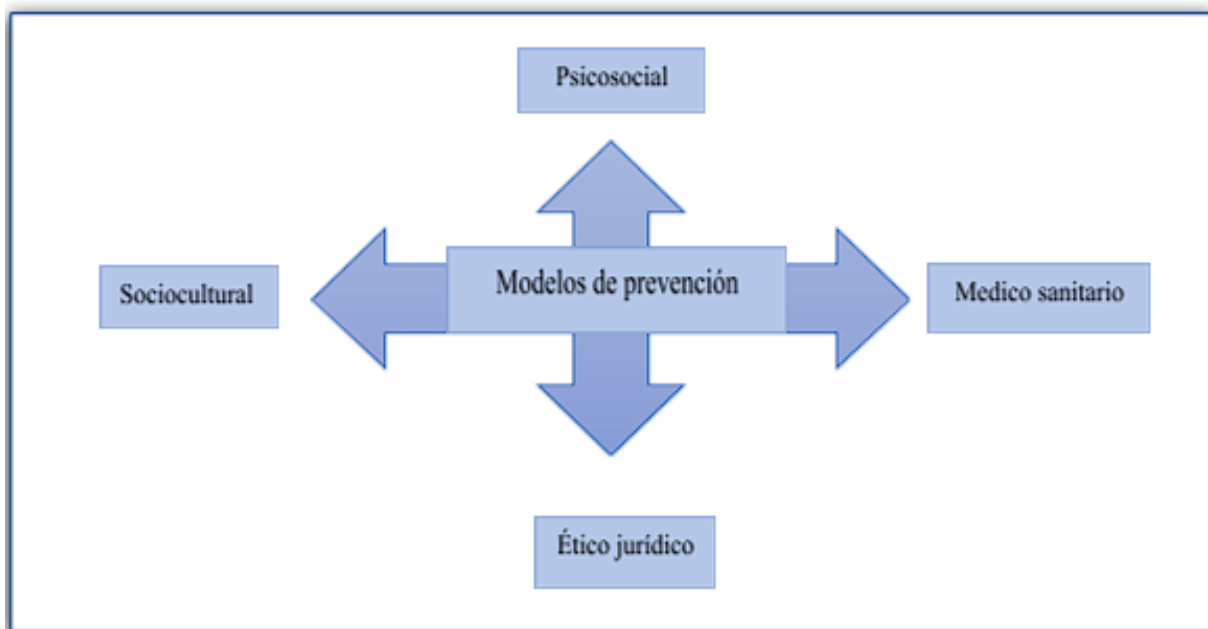 Psicosocial
Sociocultural
Modelos de prevención
Medico sanitario
Ético jurídico